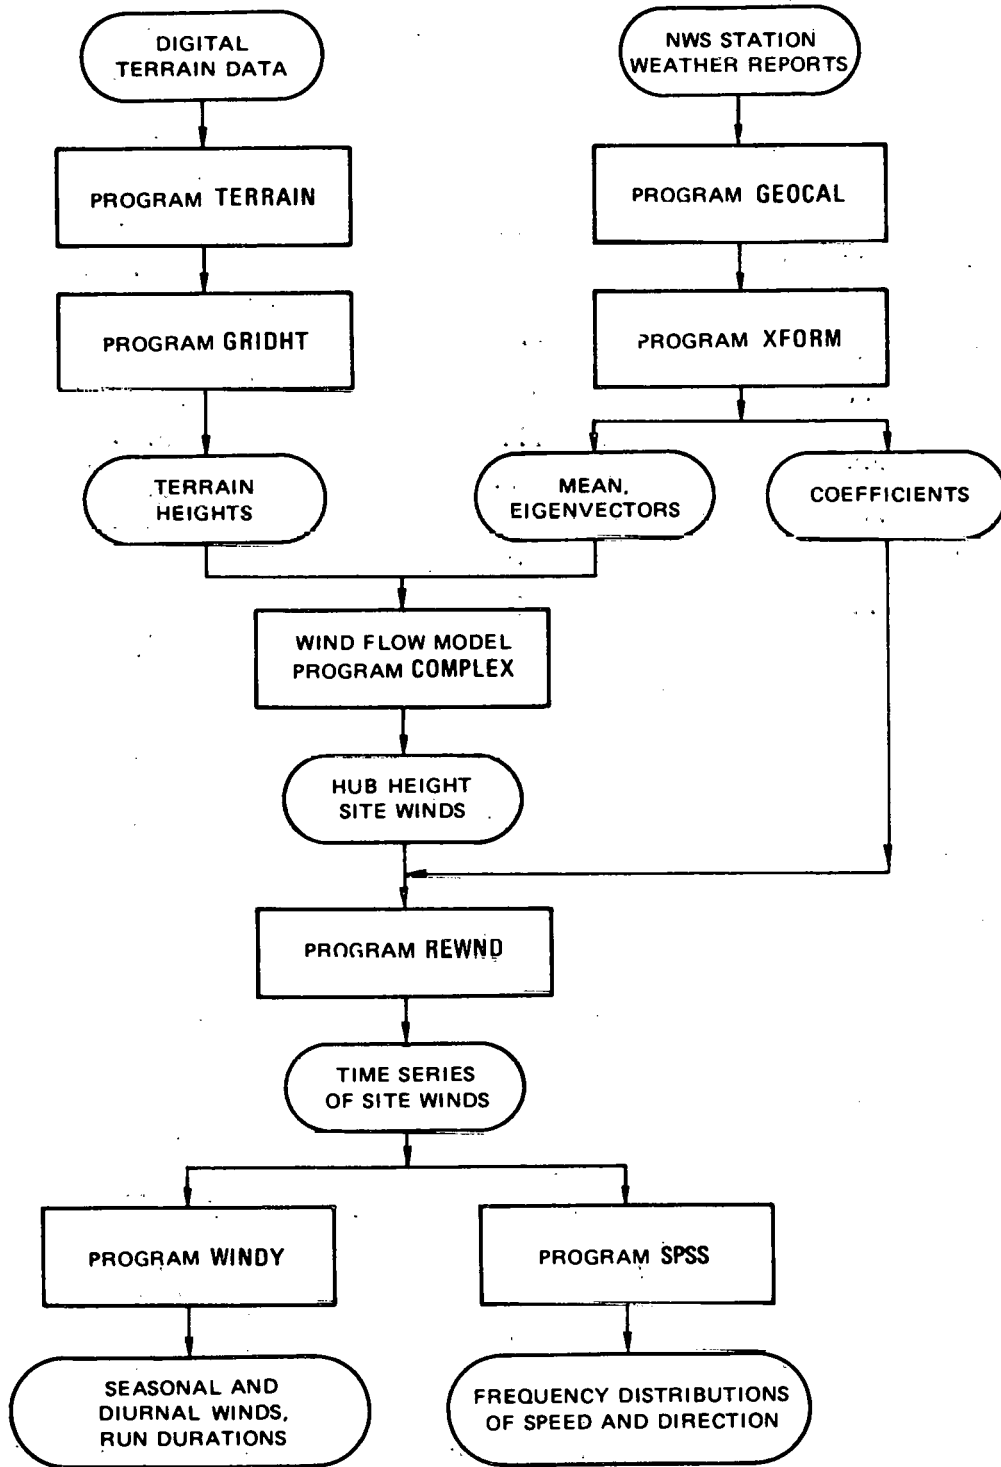 DIGITAL
TERRAIN DATA
NWS STATION
WEATHER REPORTS
PROGRAM TERRAIN
PROGRAM GEOCAL
PROGRAM GRIDHT
PROGRAM XFORM
TERRAIN
HEIGHTS
MEAN,
EIGENVECTORS
COEFFICIENTS
WIND FLOW MODEL
PROGRAM COMPLEX
HUB HEIGHT
SITE WINDS
PROGRAM REWND
TIME SERIES
OF SITE WINDS
PROGRAM WINDY
PROGRAM SPSS
SEASONAL AND
DIURNAL WINDS,
RUN DURATIONS
FREQUENCY DISTRIBUTIONS
OF SPEED AND DIRECTION